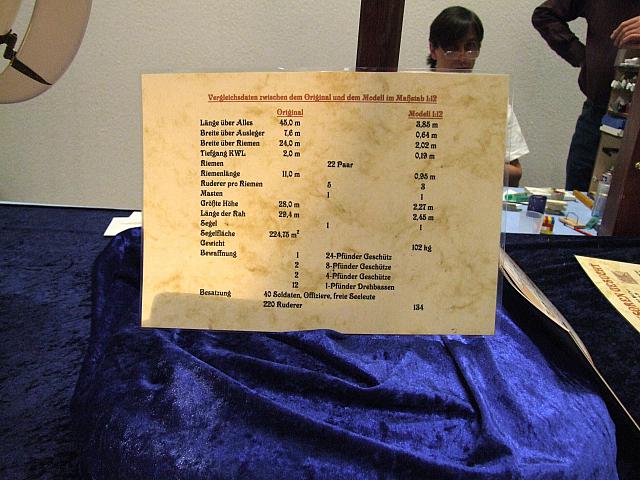 Vergleichsdaten zwischen dem Original und dem Modell im Maßstab 1:12
Original Modell 1:12
Länge über Alles 45,0 m 3,85 m
Breite über Ausleger 7,6 m 0,64 m
Breite über Riemen 24,0 m 2,02 m
Tiefgang KWL 2,0 m 0,19 m
Riemen 22 Paar
Riemenlänge 11,0 m 0,95 m
Ruderer pro Riemen 5 3
Masten 1 1
Größte Höhe 28,0 m 2,27 m
Länge der Rah 29,4 m 2,45 m
Segel 1 1
Segelfläche 224,75 m²
Gewicht 102 kg
Bewaffnung 1 24-Pfünder Geschütz
2 8-Pfünder Geschütze
2 4-Pfünder Geschütze
12 1-Pfünder Drehbassen
Besatzung 40 Soldaten, Offiziere, freie Seeleute
220 Ruderer 134